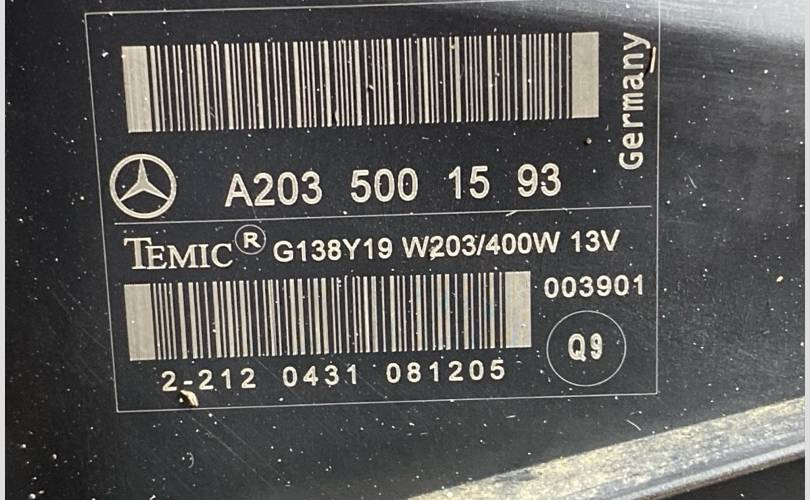 Germany
A203 500 15 93
TEMIC® G138Y19 W203/400W 13V
003901
Q9
2-212 0431 081205